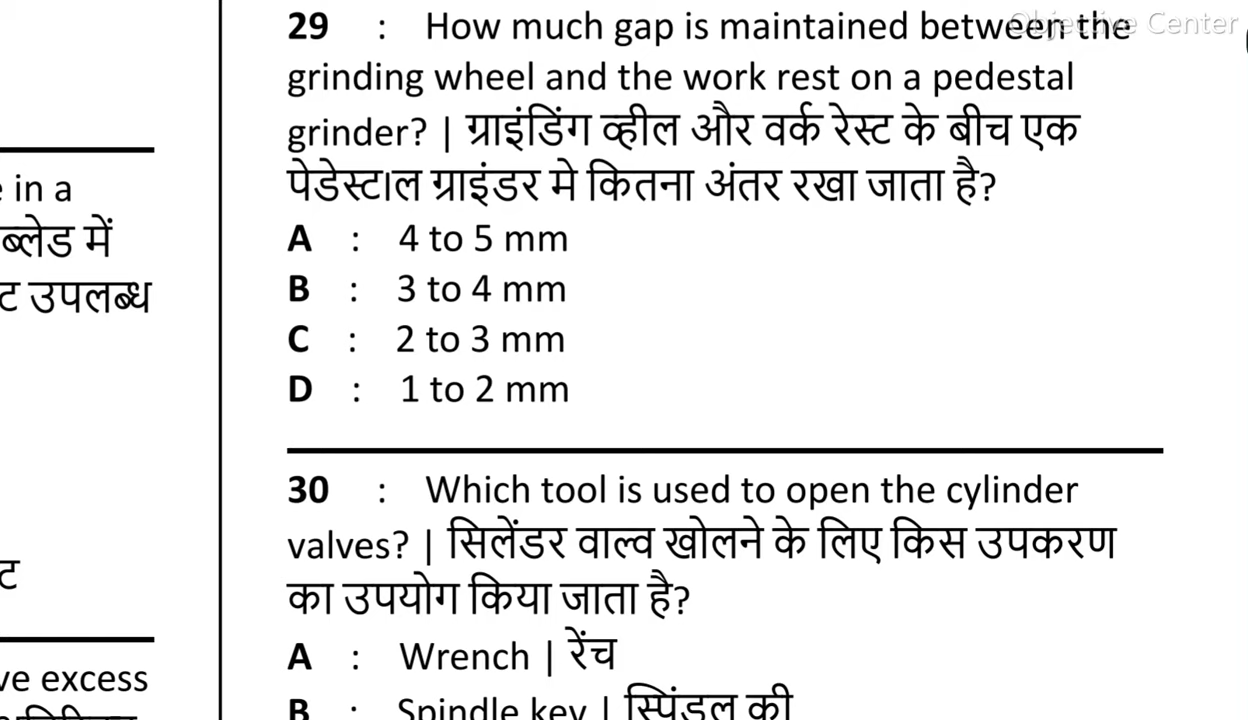 Objective Center
in a
ब्लेड में
ट उपलब्ध
ट
ve excess
29 : How much gap is maintained between the
grinding wheel and the work rest on a pedestal
grinder? | ग्राइंडिंग व्हील और वर्क रेस्ट के बीच एक
पेडेस्टाल ग्राइंडर मे कितना अंतर रखा जाता है?
A : 4 to 5 mm
B : 3 to 4 mm
C : 2 to 3 mm
D : 1 to 2 mm
30 : Which tool is used to open the cylinder
valves? | सिलेंडर वाल्व खोलने के लिए किस उपकरण
का उपयोग किया जाता है?
A : Wrench | रेंच
B : Spindle key | स्पिंडल की